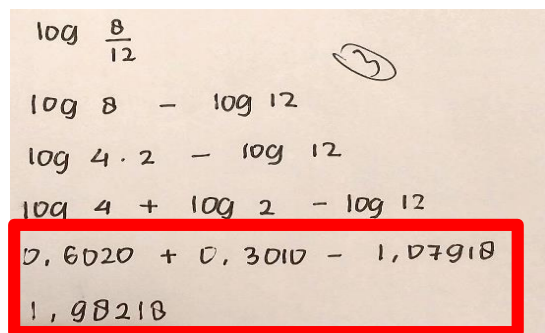 log 8/12
3
log 8 - log 12
log 4 . 2 - log 12
log 4 + log 2 - log 12
0,6020 + 0,3010 - 1,07918
1,98218